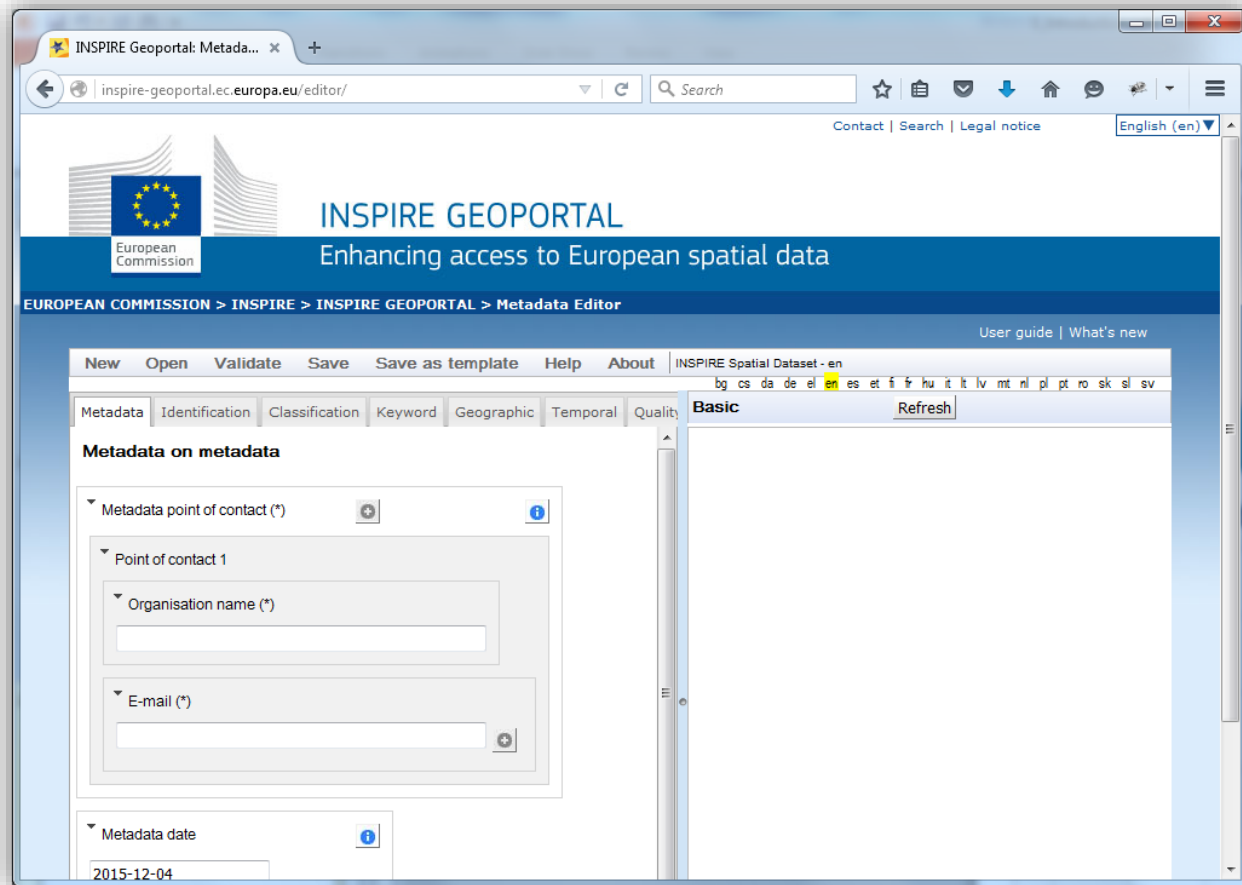 INSPIRE Geoportal: Metada...
inspire-geoportal.ec.europa.eu/editor/
Search
Contact | Search | Legal notice
English (en)
European
Commission
INSPIRE GEOPORTAL
Enhancing access to European spatial data
EUROPEAN COMMISSION > INSPIRE > INSPIRE GEOPORTAL > Metadata Editor
User guide | What's new
New Open Validate Save Save as template Help About INSPIRE Spatial Dataset - en
bg cs da de el en es et fi fr hu it lt lv mt nl pl pt ro sk sl sv
Metadata Identification Classification Keyword Geographic Temporal Quality
Basic Refresh
Metadata on metadata
Metadata point of contact (*)
Point of contact 1
Organisation name (*)
E-mail (*)
Metadata date
2015-12-04